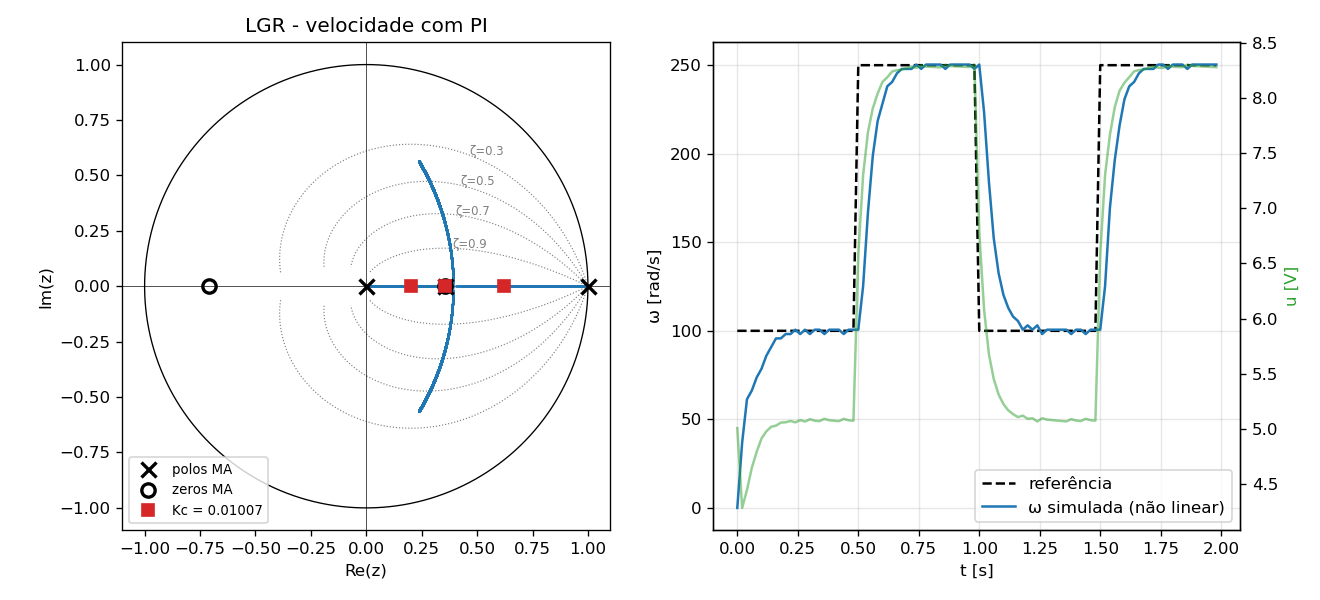 LGR - velocidade com PI
1.00
0.75
0.50
0.25
0.00
−0.25
−0.50
−0.75
−1.00
Im(z)
ζ=0.3
ζ=0.5
ζ=0.7
ζ=0.9
polos MA
zeros MA
Kc = 0.01007
−1.00 −0.75 −0.50 −0.25 0.00 0.25 0.50 0.75 1.00
Re(z)
250
200
150
100
50
0
ω [rad/s]
8.5
8.0
7.5
7.0
6.5
6.0
5.5
5.0
4.5
u [V]
referência
ω simulada (não linear)
0.00 0.25 0.50 0.75 1.00 1.25 1.50 1.75 2.00
t [s]